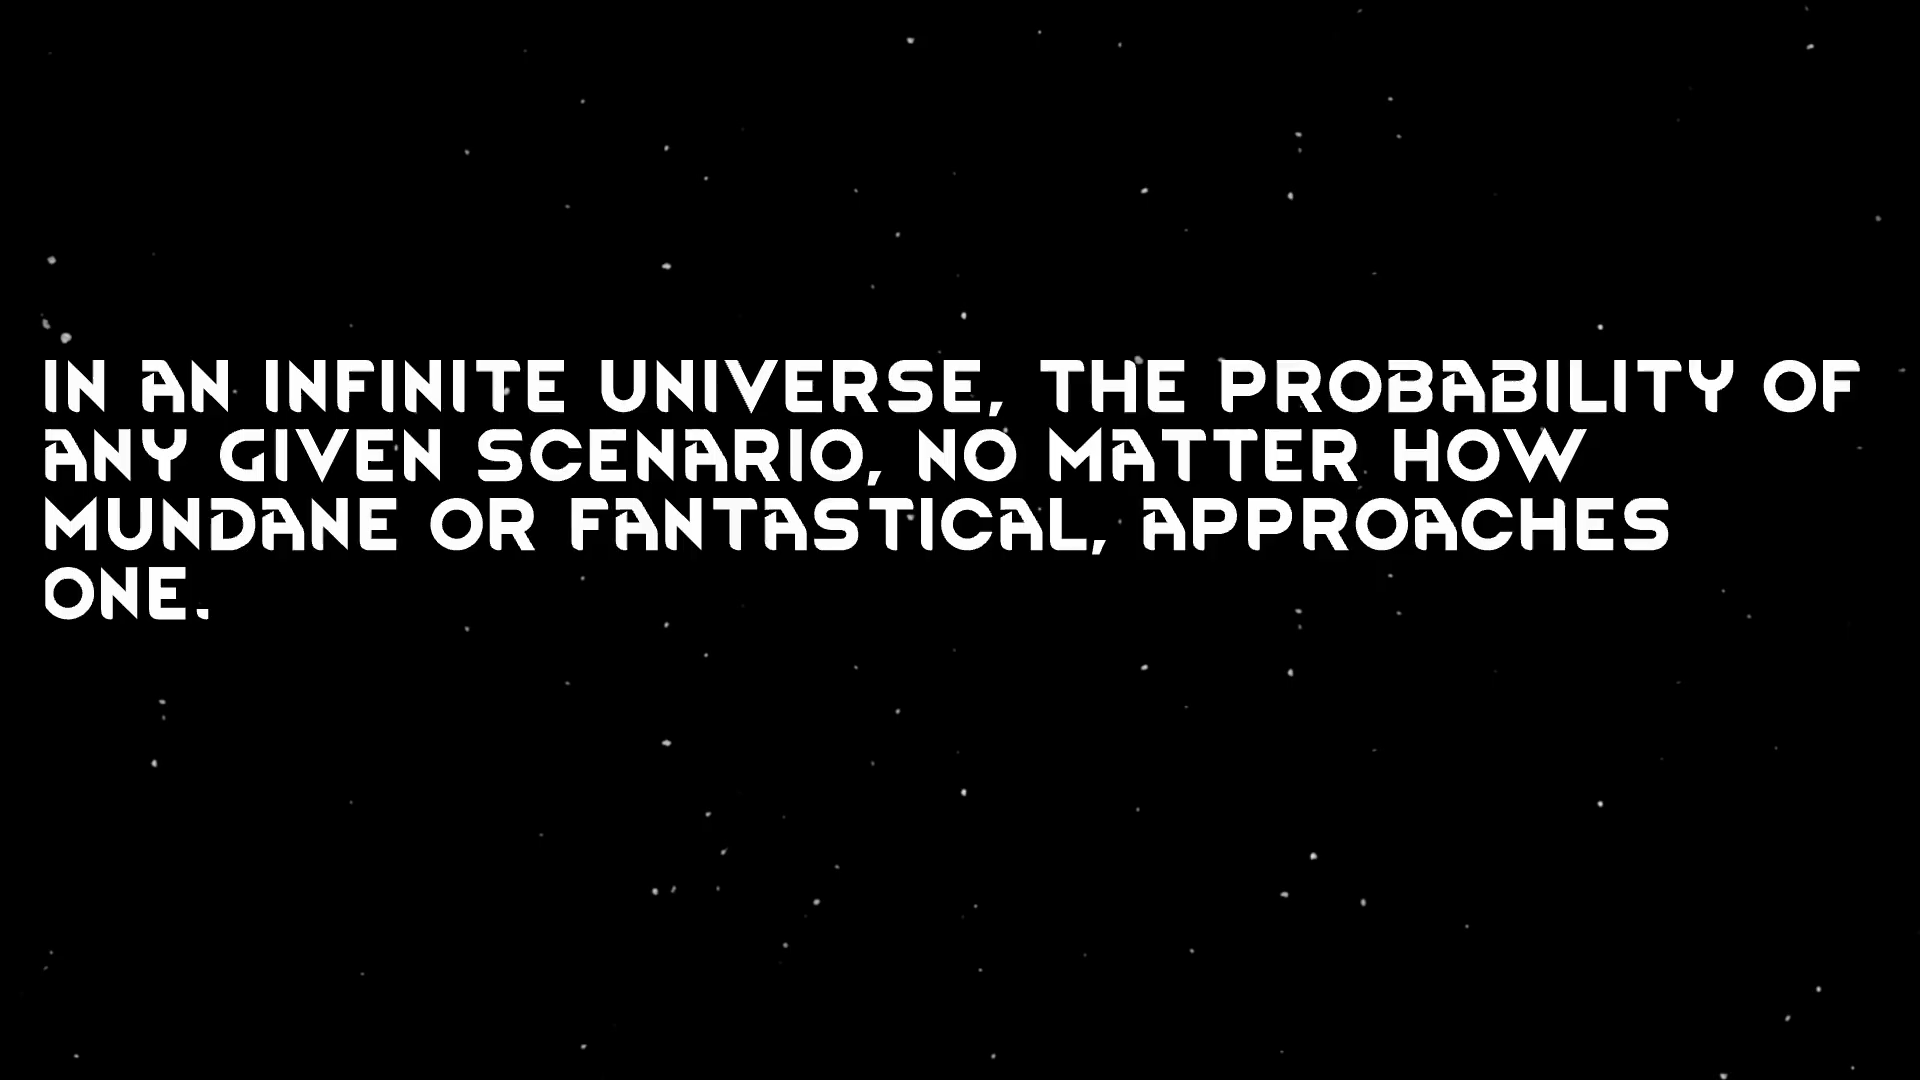 IN AN INFINITE UNIVERSE, THE PROBABILITY OF
ANY GIVEN SCENARIO, NO MATTER HOW
MUNDANE OR FANTASTICAL, APPROACHES
ONE.